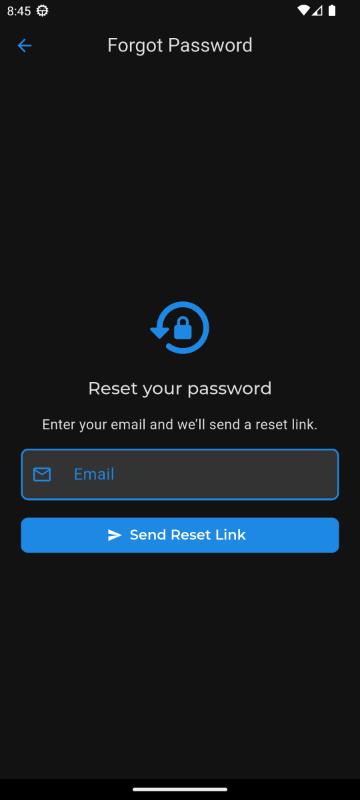 8:45
Forgot Password
Reset your password
Enter your email and we'll send a reset link.
Email
Send Reset Link